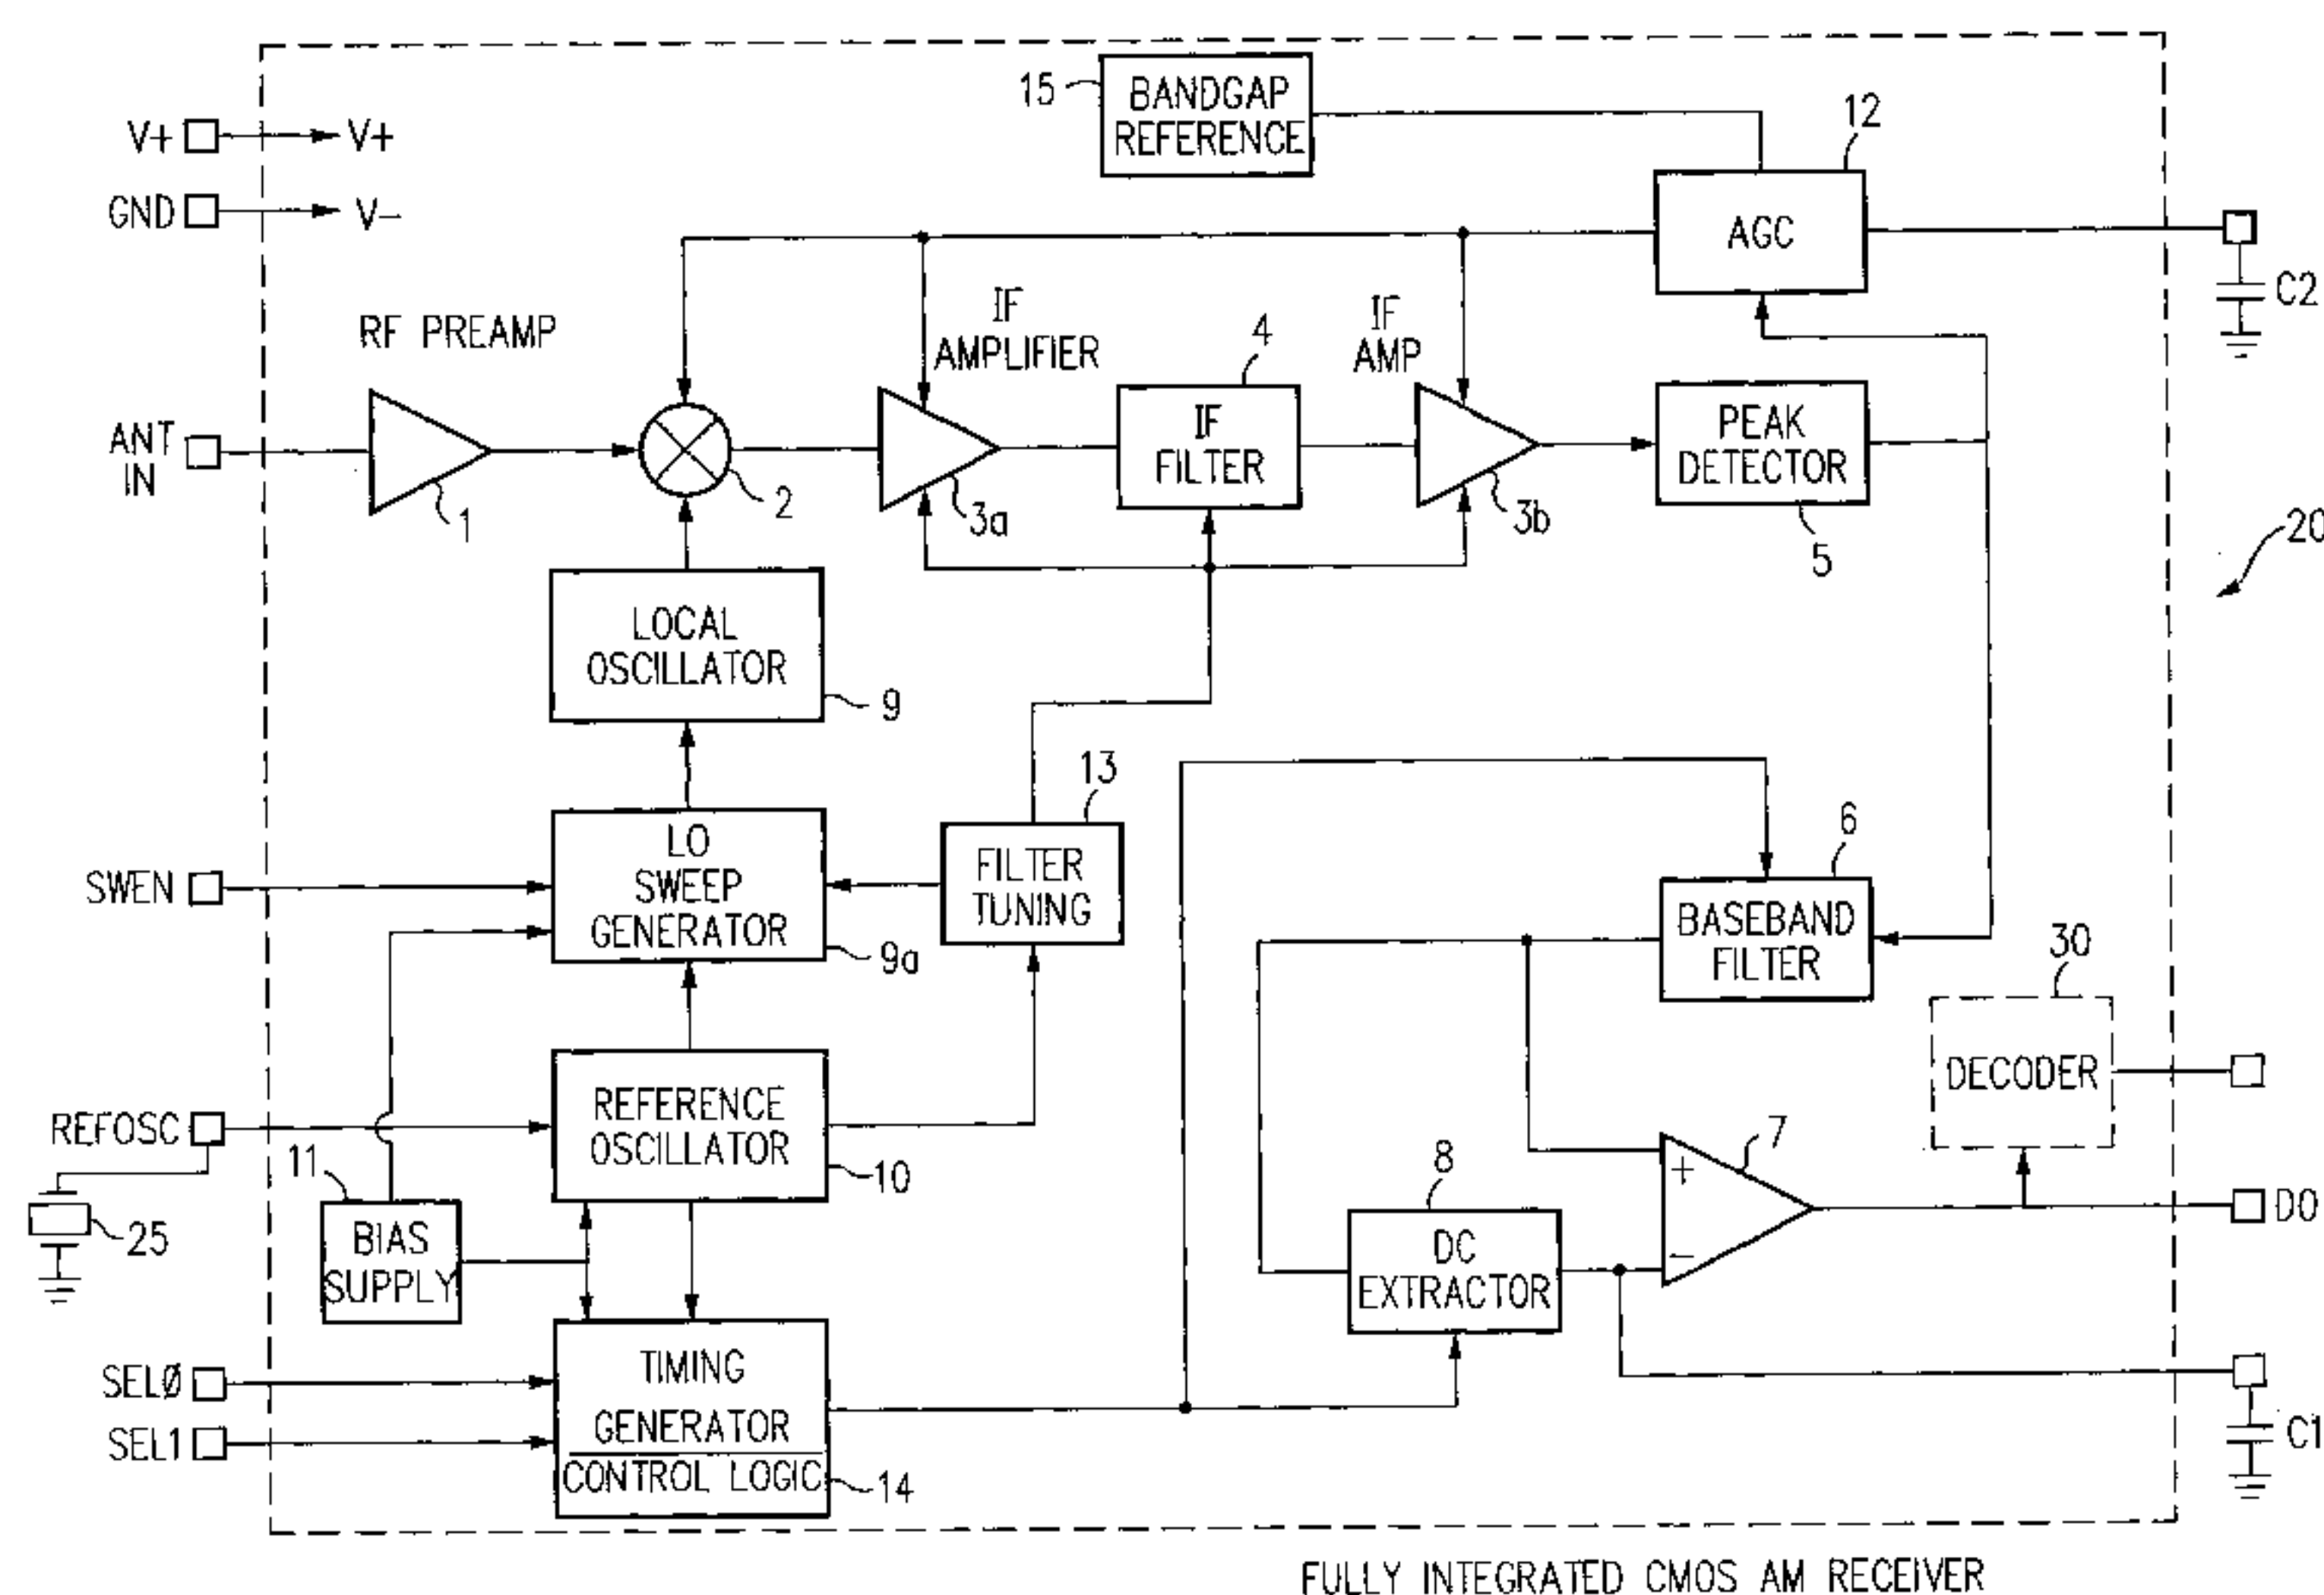 15
BANDGAP
REFERENCE
12
V+
V+
GND
V-
AGC
C2
RF PREAMP
IF
AMPLIFIER
4
IF
AMP
ANT
IN
1
2
3a
IF
FILTER
3b
PEAK
DETECTOR
5
20
LOCAL
OSCILLATOR
9
13
6
SWEN
LO
SWEEP
GENERATOR
9a
FILTER
TUNING
BASEBAND
FILTER
30
DECODER
REFOSC
REFERENCE
OSCILLATOR
10
11
BIAS
SUPPLY
25
8
DC
EXTRACTOR
+
-
7
DO
SELØ
SEL1
TIMING
GENERATOR
CONTROL LOGIC
14
C1
FULLY INTEGRATED CMOS AM RECEIVER